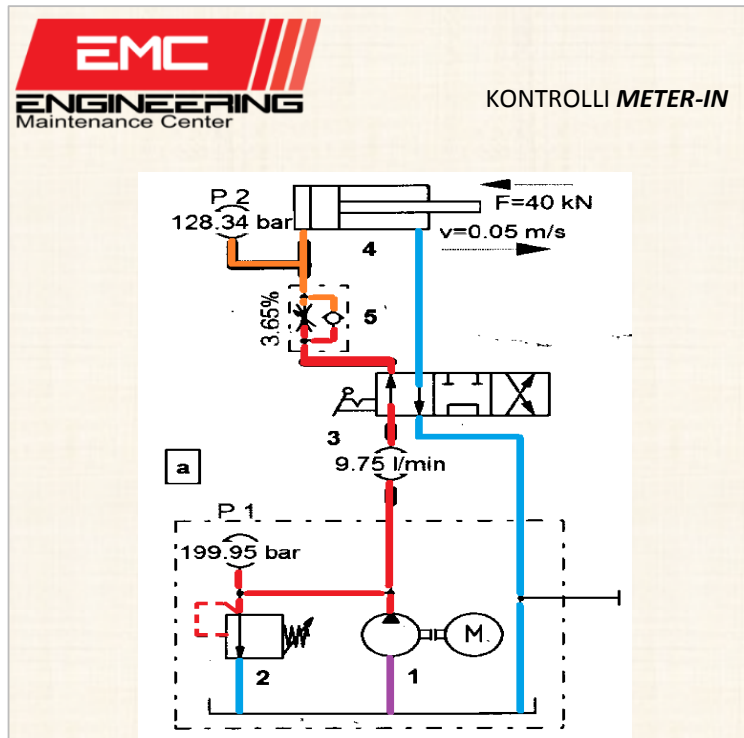 EMC
ENGINEERING
Maintenance Center
KONTROLLI METER-IN
P 2
128.34 bar
F=40 kN
v=0.05 m/s
4
3.65%
5
3
9.75 l/min
a
P 1
199.95 bar
M
2
1